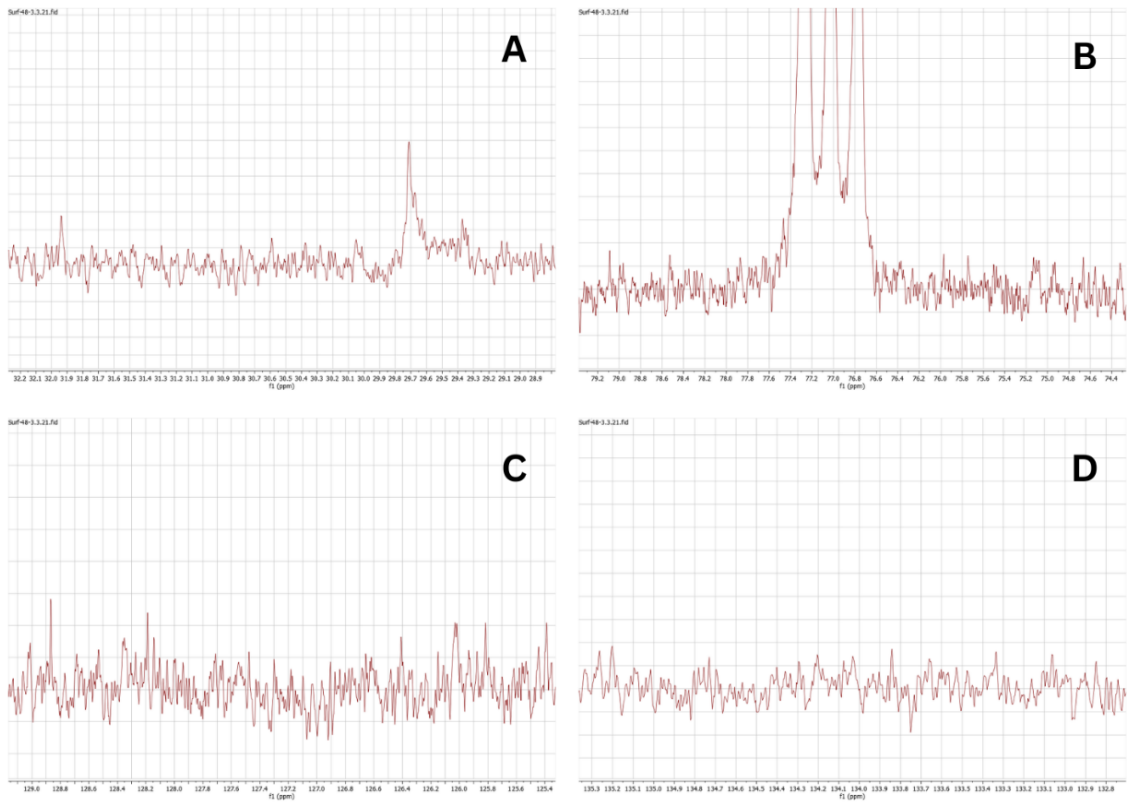 Surf-48-3.3.21.fid
A
32.2 32.1 32.0 31.9 31.8 31.7 31.6 31.5 31.4 31.3 31.2 31.1 31.0 30.9 30.8 30.7 30.6 30.5 30.4 30.3 30.2 30.1 30.0 29.9 29.8 29.7 29.6 29.5 29.4 29.3 29.2 29.1 29.0 28.9
f1 (ppm)
Surf-48-3.3.21.fid
B
79.2 79.0 78.8 78.6 78.4 78.2 78.0 77.8 77.6 77.4 77.2 77.0 76.8 76.6 76.4 76.2 76.0 75.8 75.6 75.4 75.2 75.0 74.8 74.6 74.4
f1 (ppm)
Surf-48-3.3.21.fid
C
129.0 128.8 128.6 128.4 128.2 128.0 127.8 127.6 127.4 127.2 127.0 126.8 126.6 126.4 126.2 126.0 125.8 125.6 125.4
f1 (ppm)
Surf-48-3.3.21.fid
D
135.3 135.2 135.1 135.0 134.9 134.8 134.7 134.6 134.5 134.4 134.3 134.2 134.1 134.0 133.9 133.8 133.7 133.6 133.5 133.4 133.3 133.2 133.1 133.0 132.9 132.8
f1 (ppm)